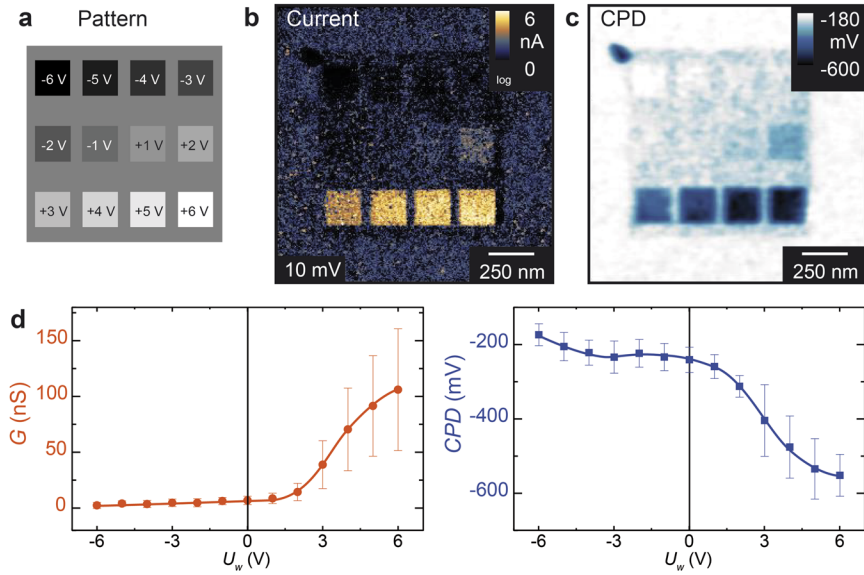 a Pattern
-6 V -5 V -4 V -3 V
-2 V -1 V +1 V +2 V
+3 V +4 V +5 V +6 V
b Current
6
nA
log 0
10 mV
250 nm
c CPD
-180
mV
-600
250 nm
d
150
100
50
0
G (nS)
-6 -3 0 3 6
U_w (V)
-200
-400
-600
CPD (mV)
-6 -3 0 3 6
U_w (V)